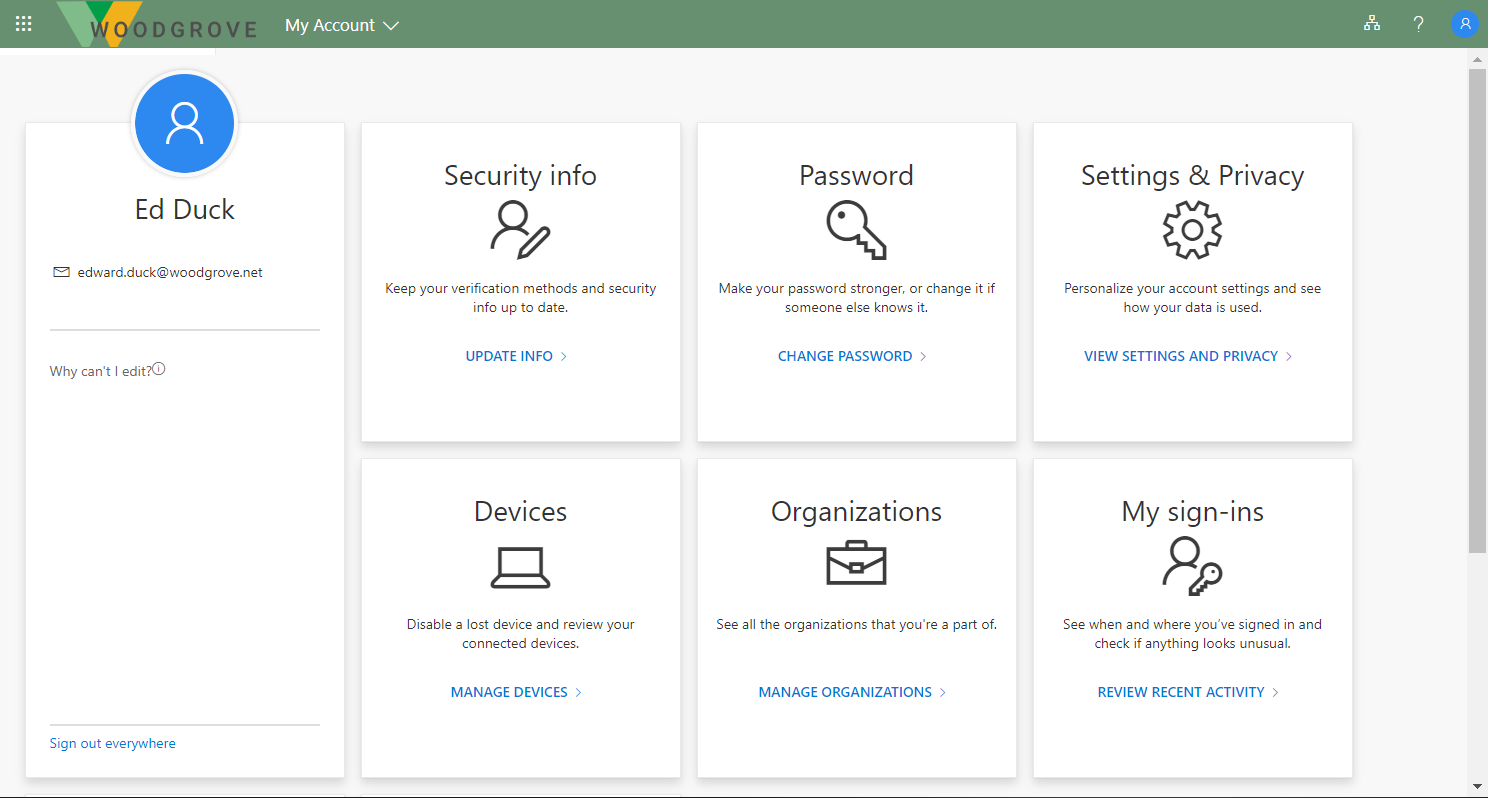 WOODGROVE
My Account
?
Ed Duck
edward.duck@woodgrove.net
Why can't I edit?
Sign out everywhere
Security info
Keep your verification methods and security
info up to date.
UPDATE INFO
Password
Make your password stronger, or change it if
someone else knows it.
CHANGE PASSWORD
Settings & Privacy
Personalize your account settings and see
how your data is used.
VIEW SETTINGS AND PRIVACY
Devices
Disable a lost device and review your
connected devices.
MANAGE DEVICES
Organizations
See all the organizations that you're a part of.
MANAGE ORGANIZATIONS
My sign-ins
See when and where you’ve signed in and
check if anything looks unusual.
REVIEW RECENT ACTIVITY